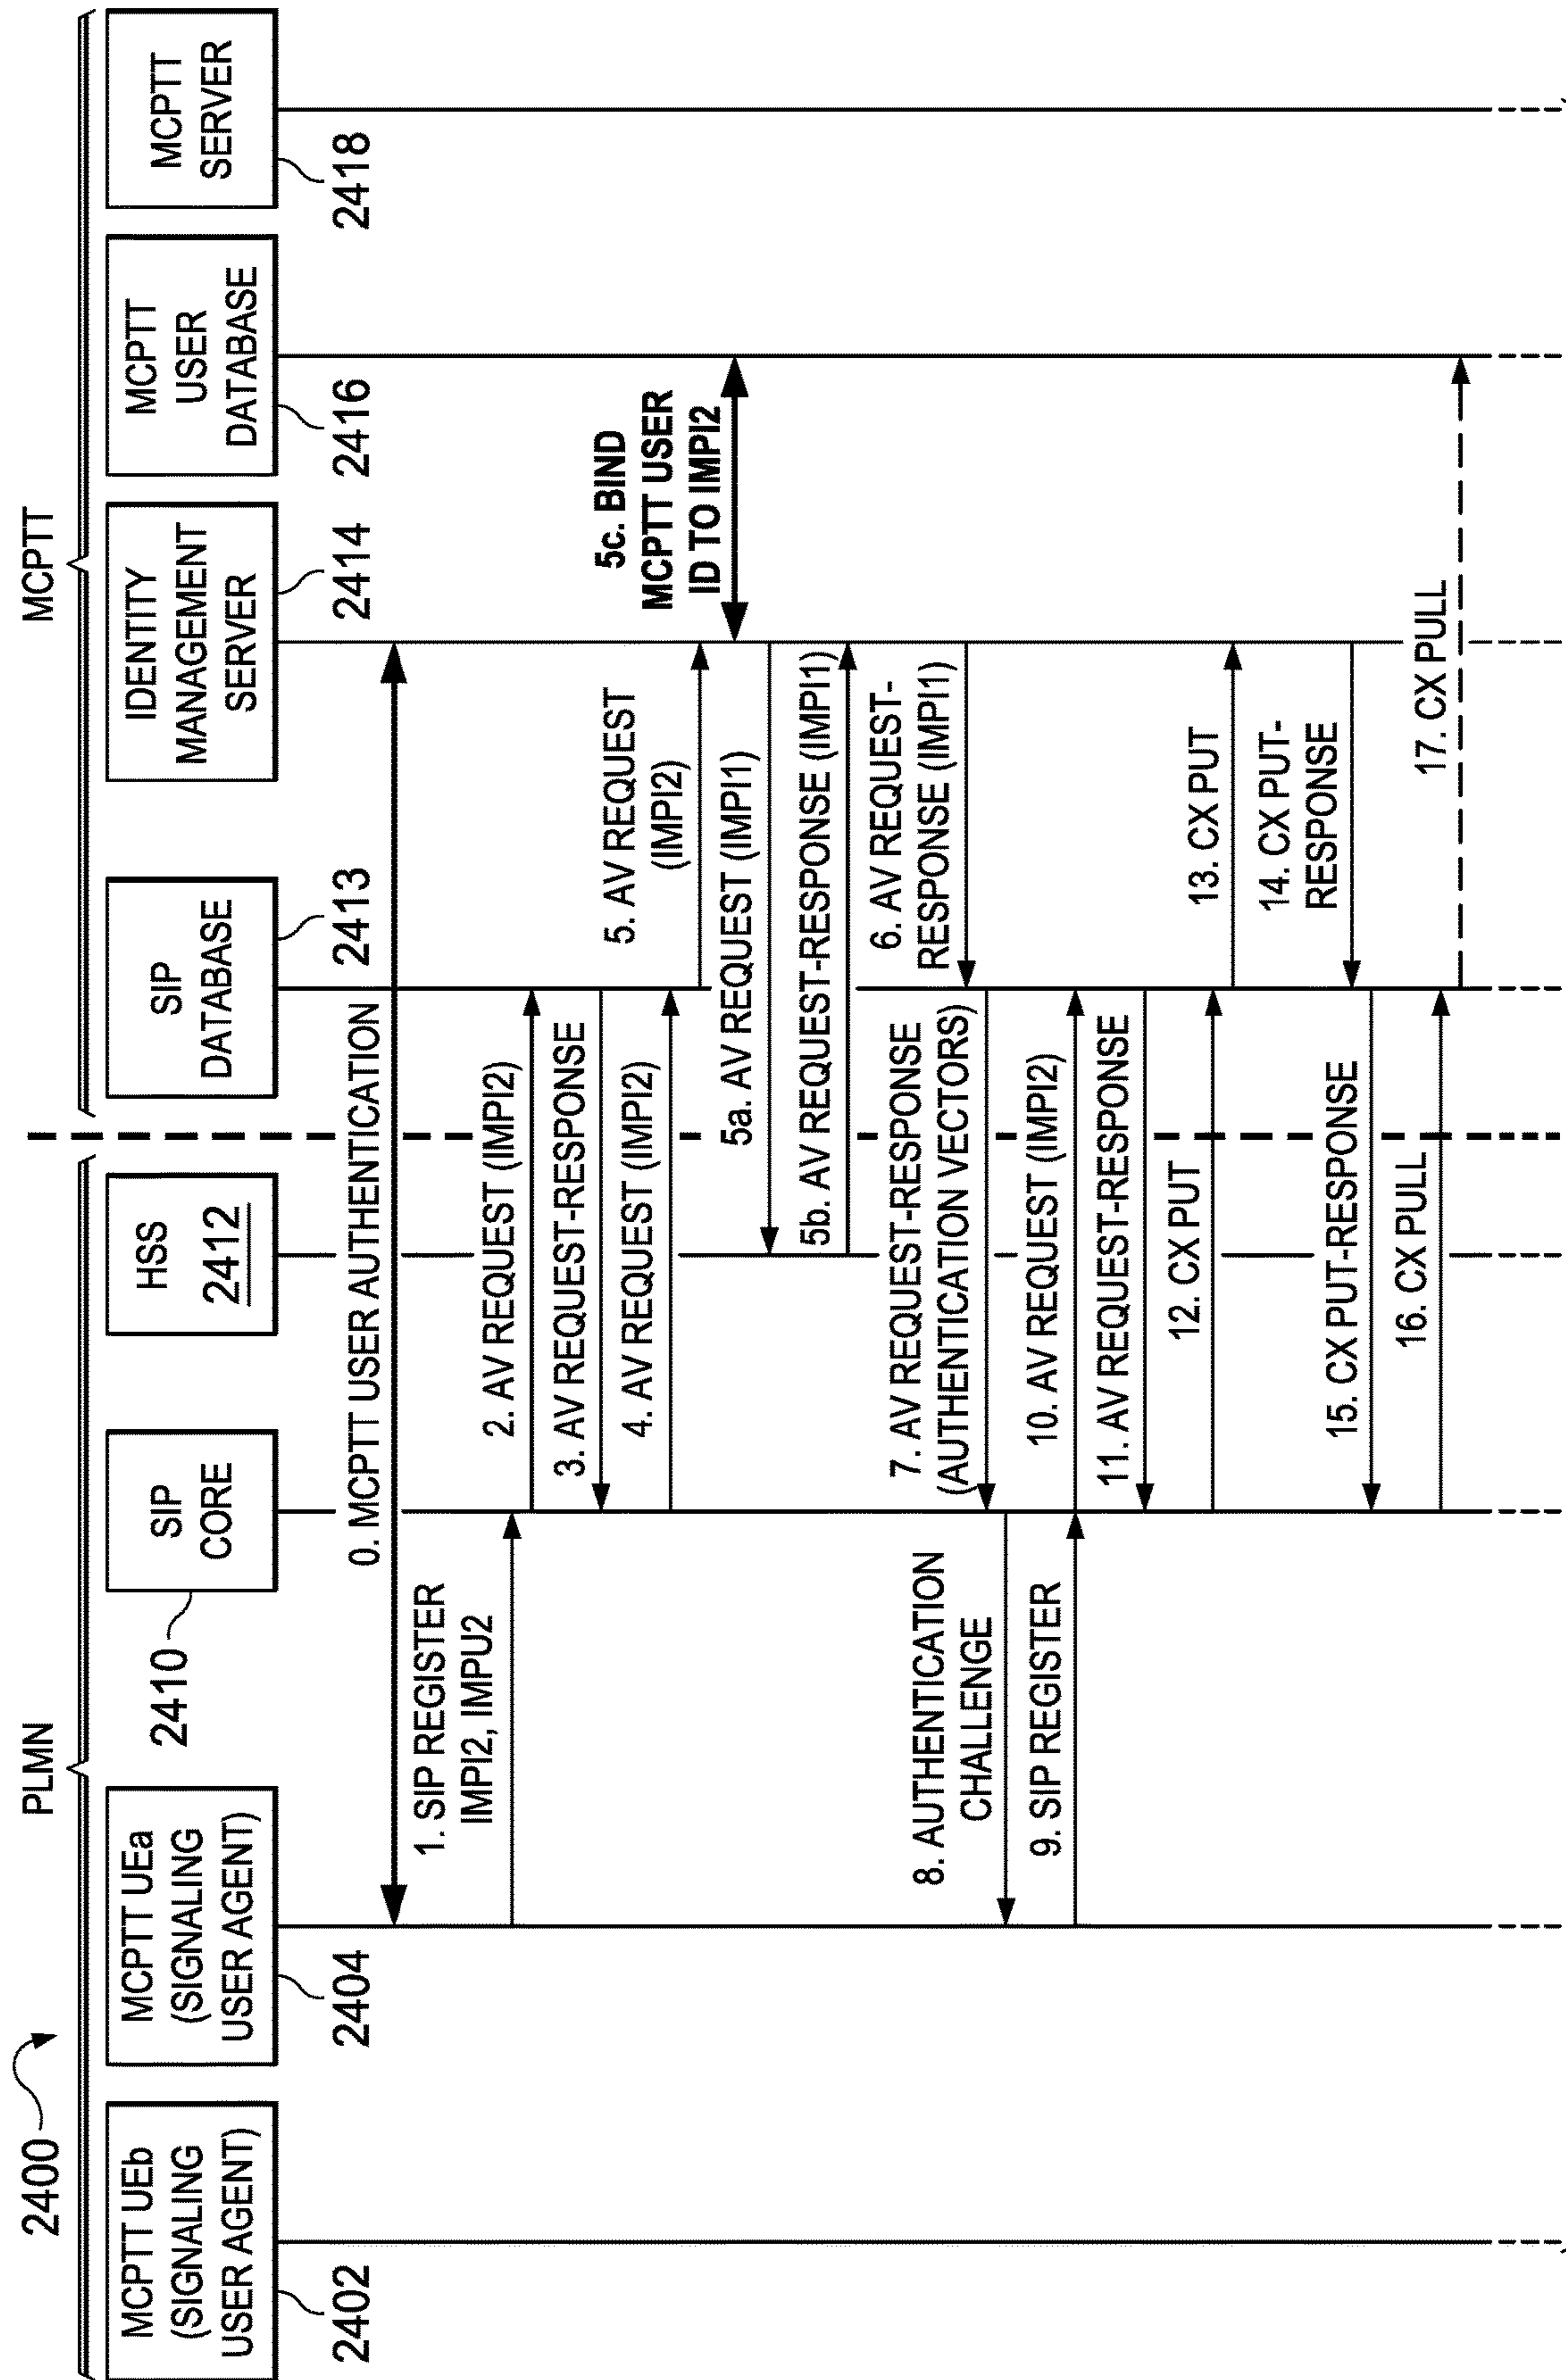 2400
PLMN
MCPTT
MCPTT UEb
(SIGNALING
USER AGENT)
2402
MCPTT UEa
(SIGNALING
USER AGENT)
2404
SIP
CORE
2410
HSS
2412
SIP
DATABASE
2413
IDENTITY
MANAGEMENT
SERVER
2414
MCPTT
USER
DATABASE
2416
MCPTT
SERVER
2418
0. MCPTT USER AUTHENTICATION
1. SIP REGISTER
IMPI2, IMPU2
2. AV REQUEST (IMPI2)
3. AV REQUEST-RESPONSE
4. AV REQUEST (IMPI2)
5. AV REQUEST
(IMPI2)
5c. BIND
MCPTT USER
ID TO IMPI2
5a. AV REQUEST (IMPI1)
5b. AV REQUEST-RESPONSE (IMPI1)
6. AV REQUEST-
RESPONSE (IMPI1)
7. AV REQUEST-RESPONSE
(AUTHENTICATION VECTORS)
8. AUTHENTICATION
CHALLENGE
9. SIP REGISTER
10. AV REQUEST (IMPI2)
11. AV REQUEST-RESPONSE
12. CX PUT
13. CX PUT
14. CX PUT-
RESPONSE
15. CX PUT-RESPONSE
16. CX PULL
17. CX PULL